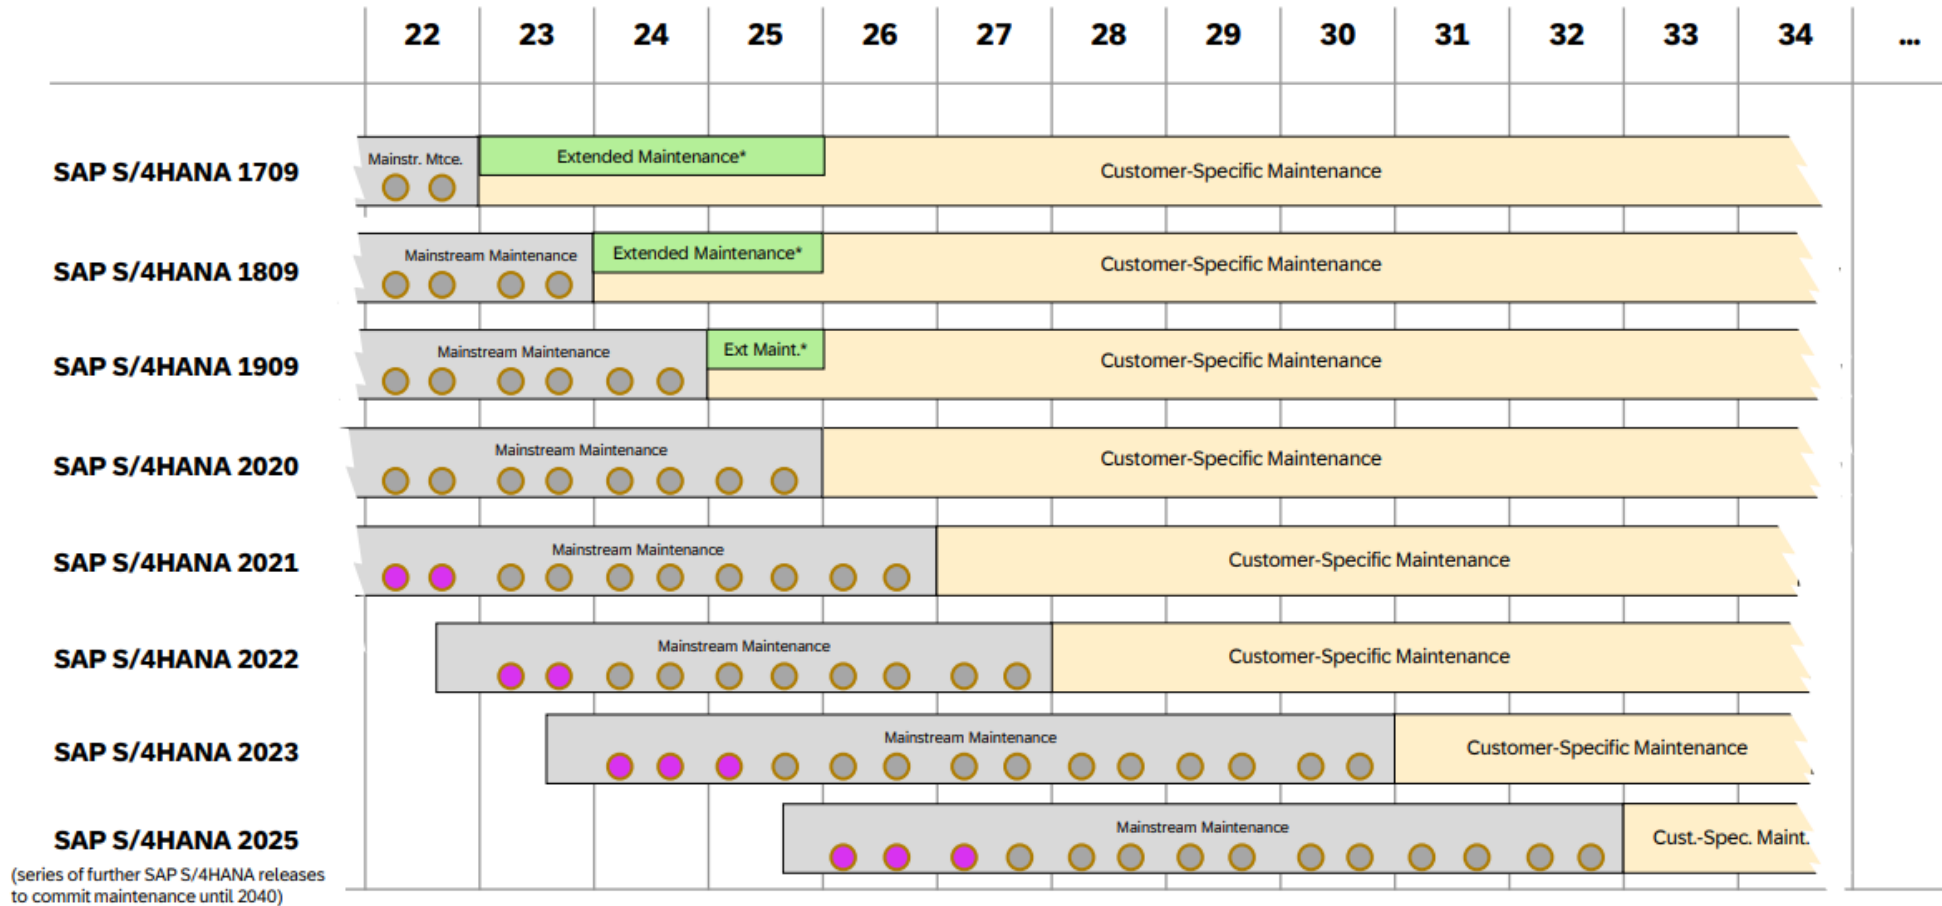 22 23 24 25 26 27 28 29 30 31 32 33 34 ...
SAP S/4HANA 1709
Mainstr. Mtce.
Extended Maintenance*
Customer-Specific Maintenance
SAP S/4HANA 1809
Mainstream Maintenance
Extended Maintenance*
Customer-Specific Maintenance
SAP S/4HANA 1909
Mainstream Maintenance
Ext Maint.*
Customer-Specific Maintenance
SAP S/4HANA 2020
Mainstream Maintenance
Customer-Specific Maintenance
SAP S/4HANA 2021
Mainstream Maintenance
Customer-Specific Maintenance
SAP S/4HANA 2022
Mainstream Maintenance
Customer-Specific Maintenance
SAP S/4HANA 2023
Mainstream Maintenance
Customer-Specific Maintenance
SAP S/4HANA 2025
(series of further SAP S/4HANA releases
to commit maintenance until 2040)
Mainstream Maintenance
Cust.-Spec. Maint.